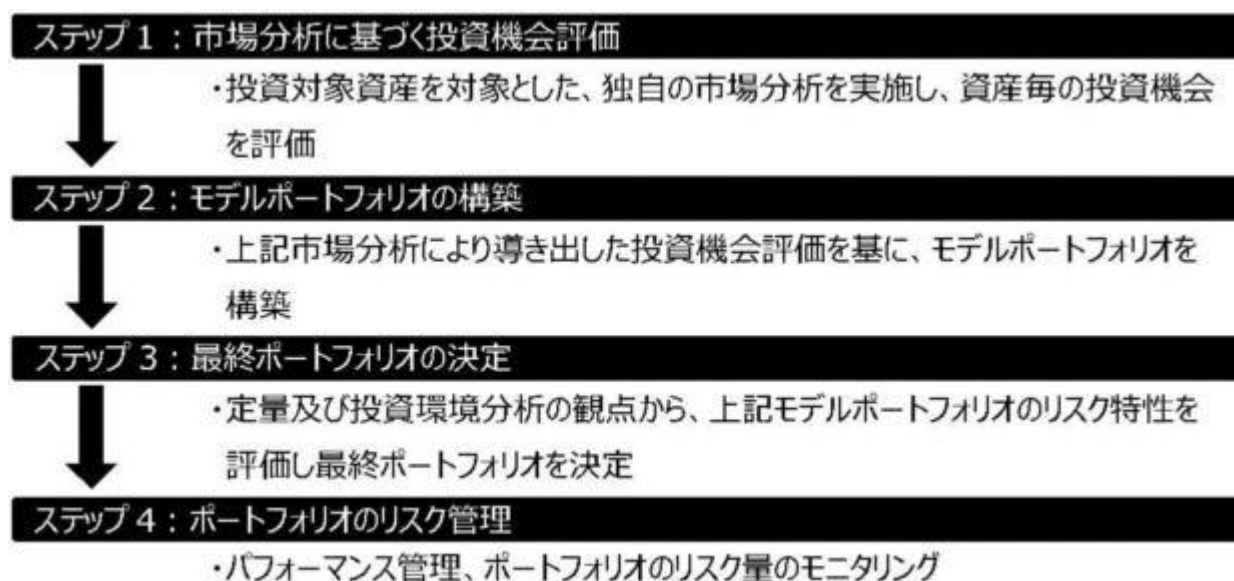 ステップ1：市場分析に基づく投資機会評価
・投資対象資産を対象とした、独自の市場分析を実施し、資産毎の投資機会
を評価
ステップ2：モデルポートフォリオの構築
・上記市場分析により導き出した投資機会評価を基に、モデルポートフォリオを
構築
ステップ3：最終ポートフォリオの決定
・定量及び投資環境分析の観点から、上記モデルポートフォリオのリスク特性を
評価し最終ポートフォリオを決定
ステップ4：ポートフォリオのリスク管理
・パフォーマンス管理、ポートフォリオのリスク量のモニタリング